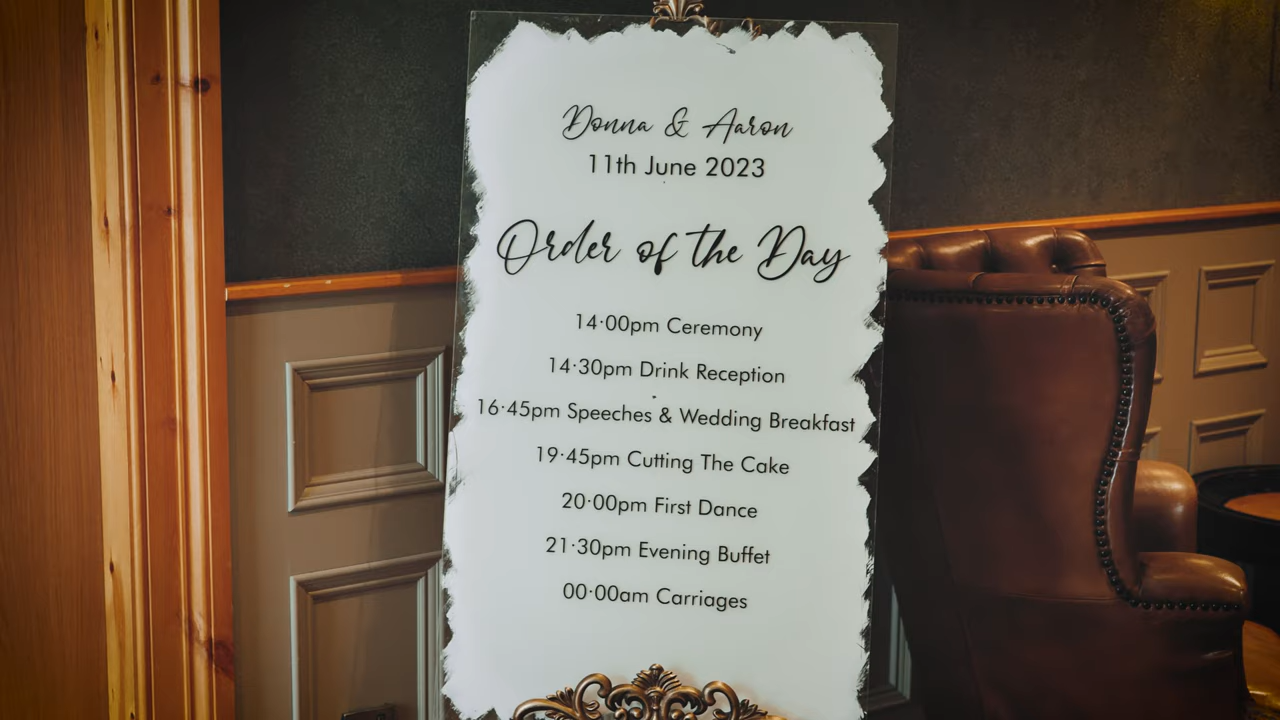 Donna & Aaron
11th June 2023
Order of the Day
14·00pm Ceremony
14·30pm Drink Reception
16·45pm Speeches & Wedding Breakfast
19·45pm Cutting The Cake
20·00pm First Dance
21·30pm Evening Buffet
00·00am Carriages